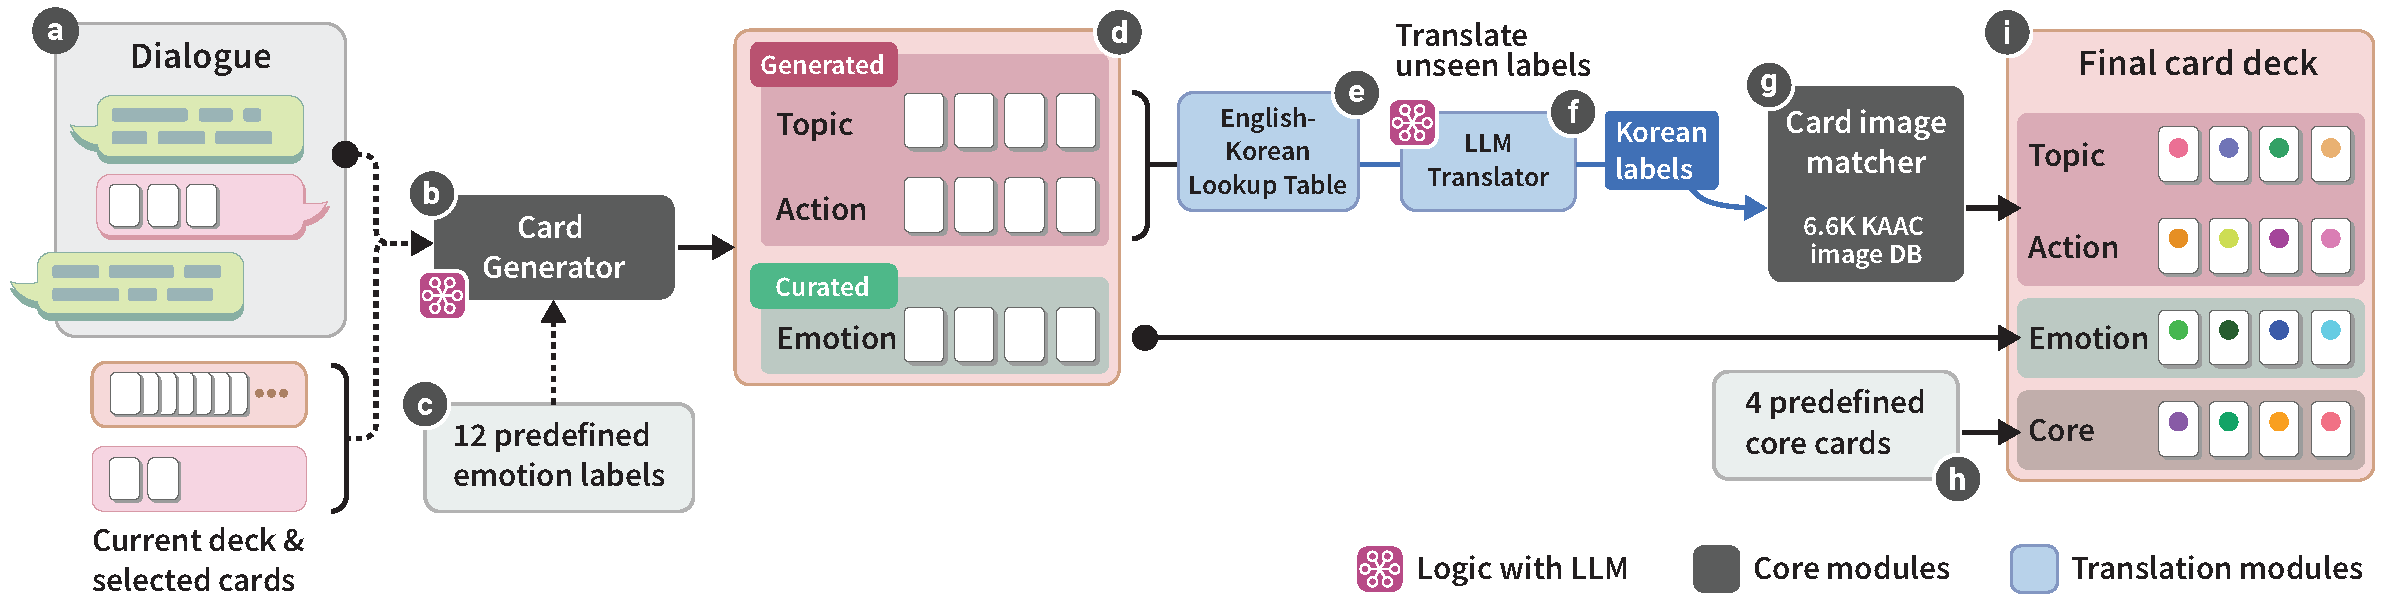 a
Dialogue
Current deck &
selected cards
b
Card
Generator
c
12 predefined
emotion labels
d
Generated
Topic
Action
Curated
Emotion
e
English-
Korean
Lookup Table
Translate
unseen labels
f
LLM
Translator
Korean
labels
g
Card image
matcher
6.6K KAAC
image DB
h
4 predefined
core cards
i
Final card deck
Topic
Action
Emotion
Core
Logic with LLM
Core modules
Translation modules